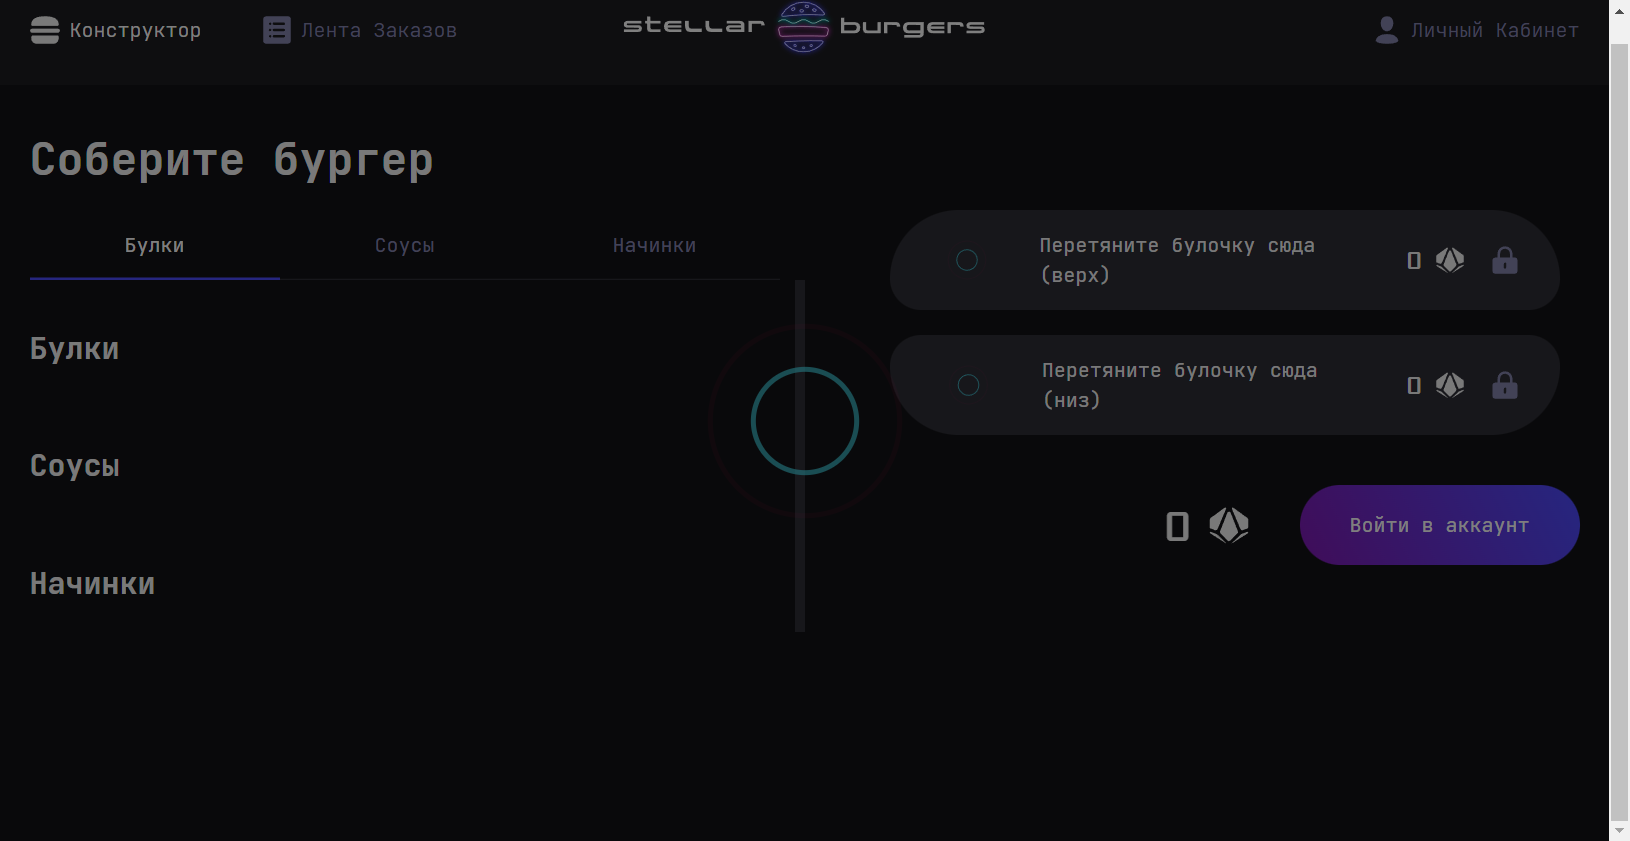 Конструктор
Лента Заказов
stellar burgers
Личный Кабинет
Соберите бургер
Булки
Соусы
Начинки
Булки
Соусы
Начинки
Перетяните булочку сюда
(верх)
0
Перетяните булочку сюда
(низ)
0
0
Войти в аккаунт